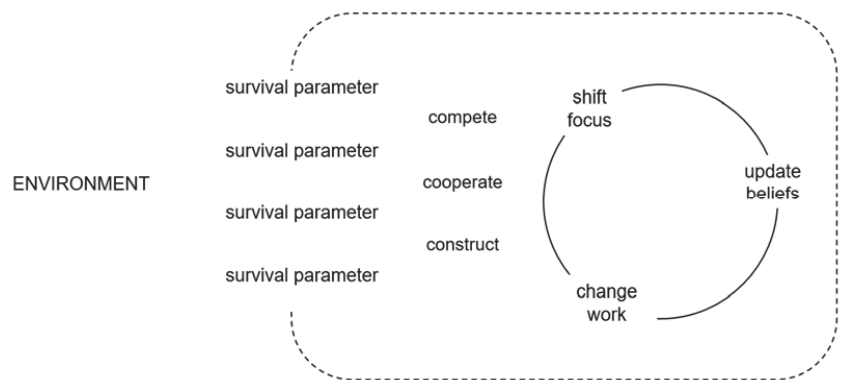 survival parameter
shift
focus
compete
survival parameter
update
beliefs
ENVIRONMENT
cooperate
survival parameter
construct
survival parameter
change
work